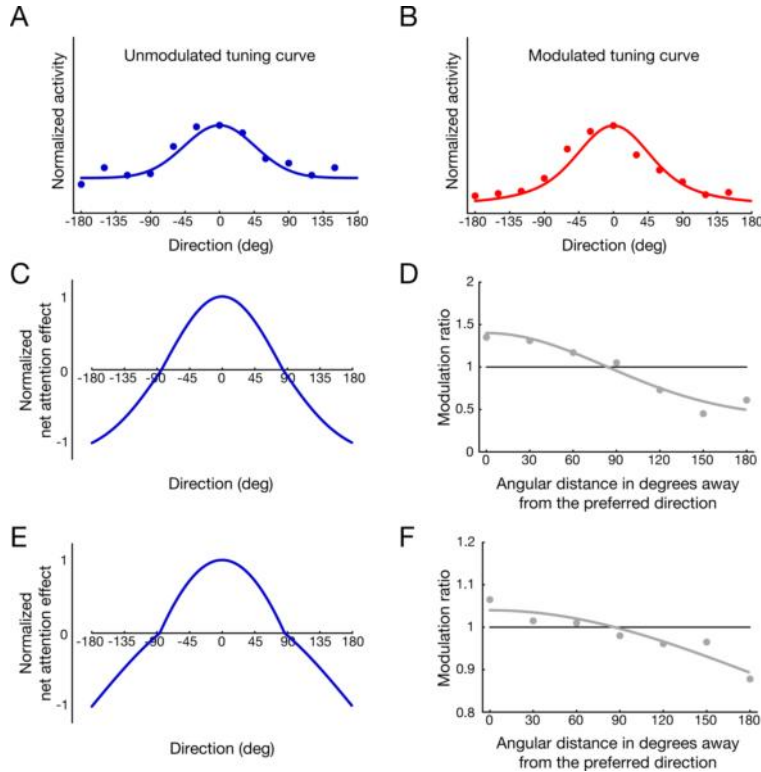 A
Unmodulated tuning curve
Normalized activity
-180 -135 -90 -45 0 45 90 135 180
Direction (deg)
B
Modulated tuning curve
Normalized activity
-180 -135 -90 -45 0 45 90 135 180
Direction (deg)
C
Normalized
net attention effect
1
0
-1
-180 -135 -90 -45 0 45 90 135 180
Direction (deg)
D
Modulation ratio
2
1.5
1
0.5
0
0 30 60 90 120 150 180
Angular distance in degrees away
from the preferred direction
E
Normalized
net attention effect
1
0
-1
-180 -135 -90 -45 0 45 90 135 180
Direction (deg)
F
Modulation ratio
1.2
1.1
1
0.9
0.8
0 30 60 90 120 150 180
Angular distance in degrees away
from the preferred direction